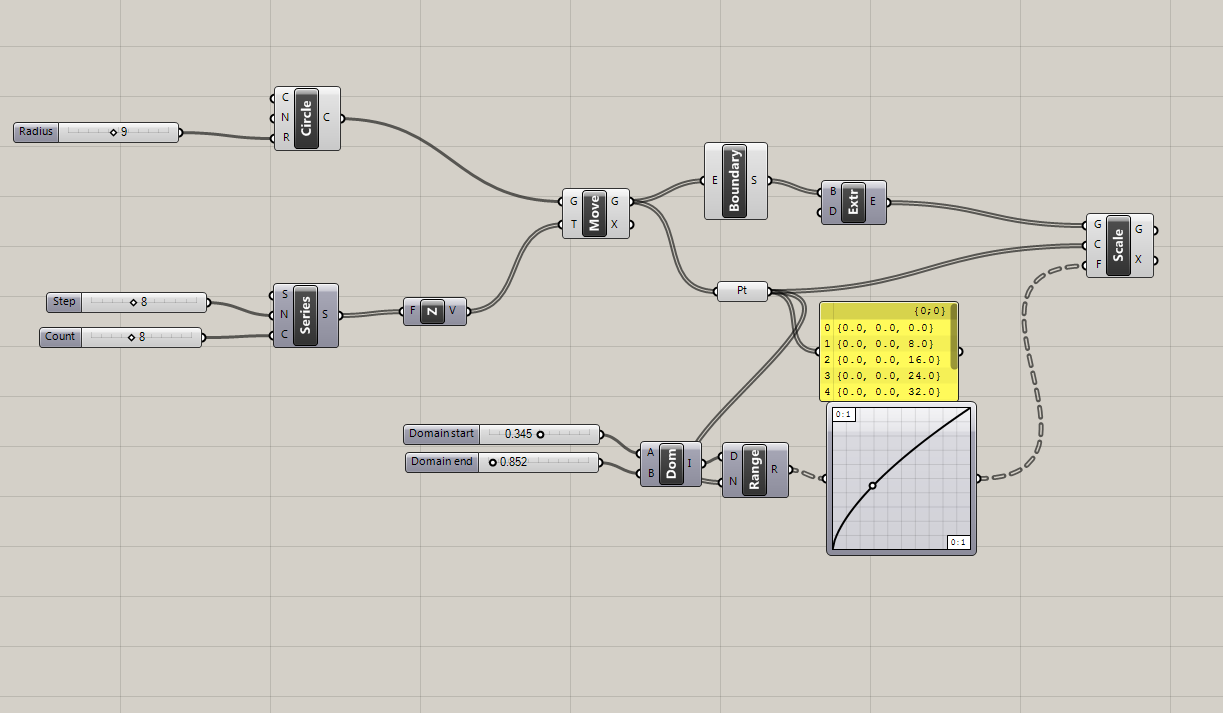 Radius 9
C
N
R
Circle
C
Step 8
Count 8
S
N
C
Series
S
F
Z
V
G
T
Move
G
X
E
Boundary
S
B
D
Extr
E
Pt
{0;0}
0 {0.0, 0.0, 0.0}
1 {0.0, 0.0, 8.0}
2 {0.0, 0.0, 16.0}
3 {0.0, 0.0, 24.0}
4 {0.0, 0.0, 32.0}
G
C
F
Scale
G
X
Domain start 0.345
Domain end 0.852
A
B
Dom
I
D
N
Range
R
0:1
0:1